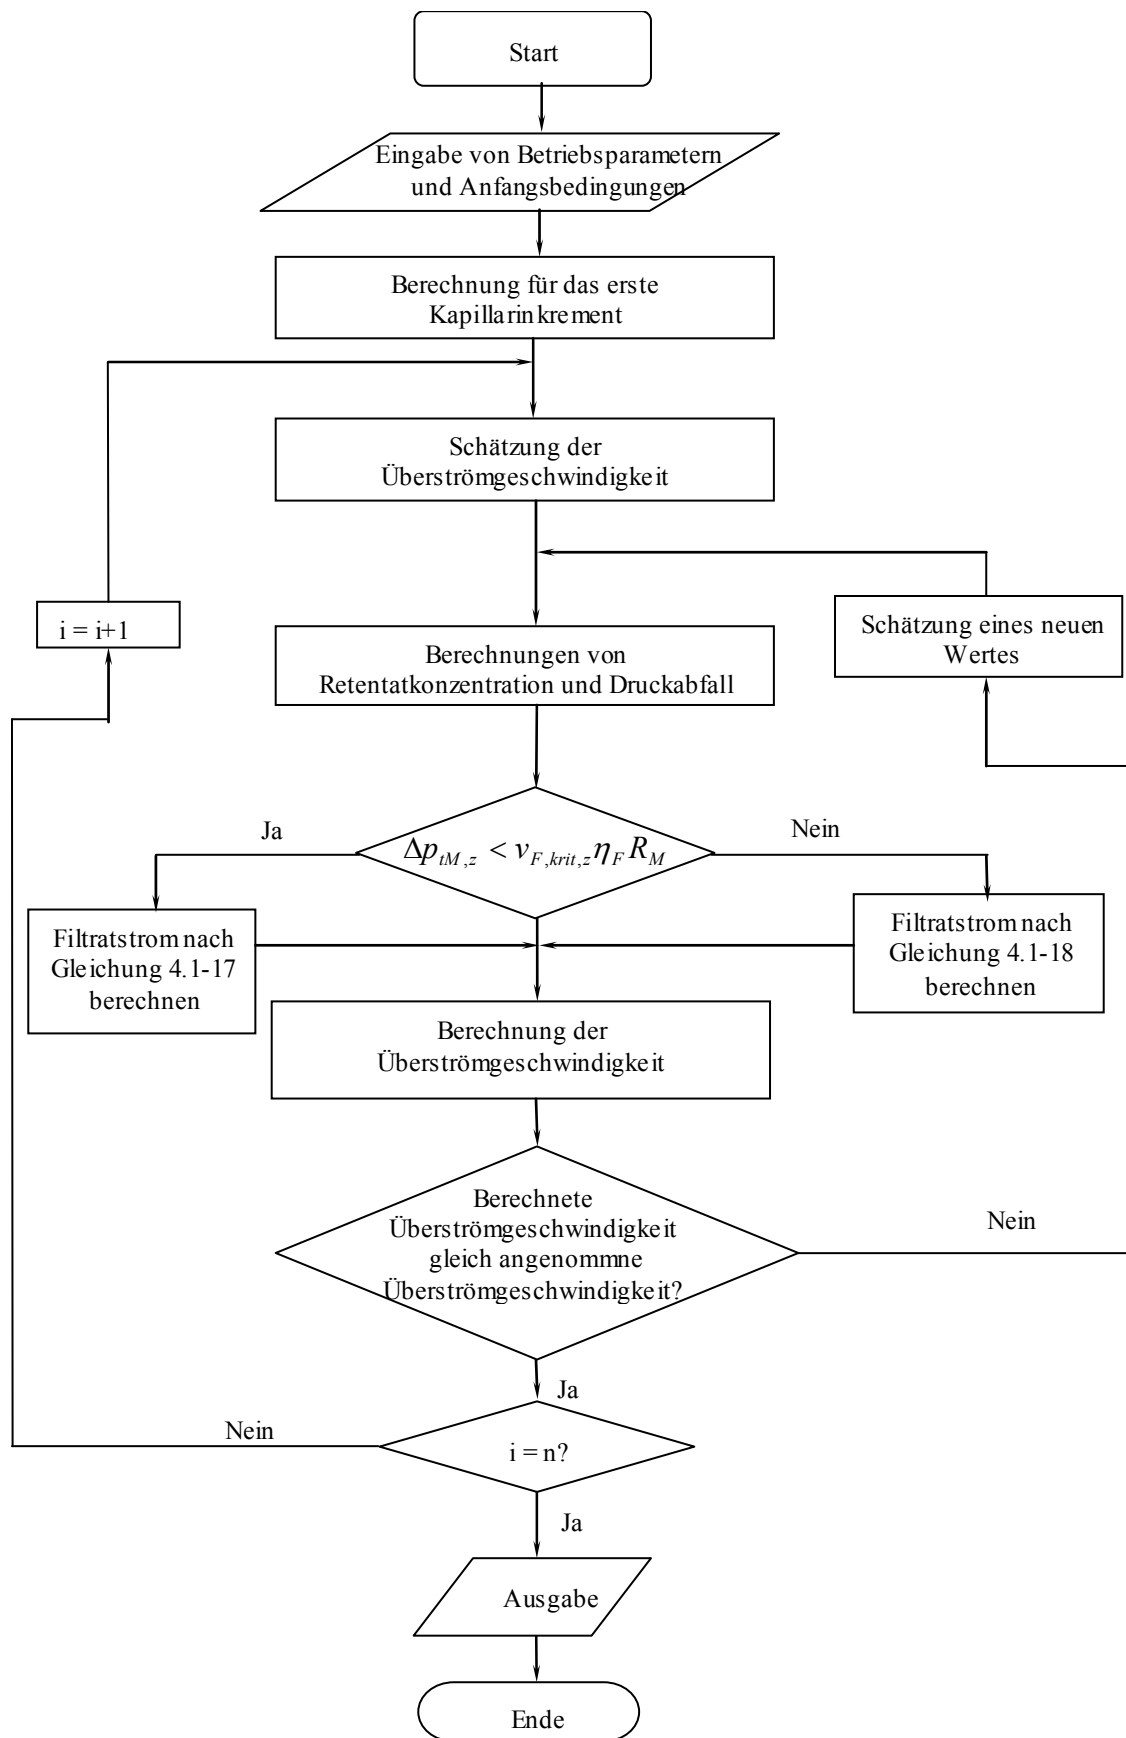 Start
Eingabe von Betriebsparametern
und Anfangsbedingungen
Berechnung für das erste
Kapillarinkrement
Schätzung der
Überströmgeschwindigkeit
i = i+1
Schätzung eines neuen
Wertes
Berechnungen von
Retentatkonzentration und Druckabfall
Ja
Δp_{tM,z} < v_{F,krit,z} η_F R_M
Nein
Filtratstrom nach
Gleichung 4.1-17
berechnen
Filtratstrom nach
Gleichung 4.1-18
berechnen
Berechnung der
Überströmgeschwindigkeit
Berechnete
Überströmgeschwindigkeit
gleich angenommne
Überströmgeschwindigkeit?
Nein
Ja
Nein
i = n?
Ja
Ausgabe
Ende